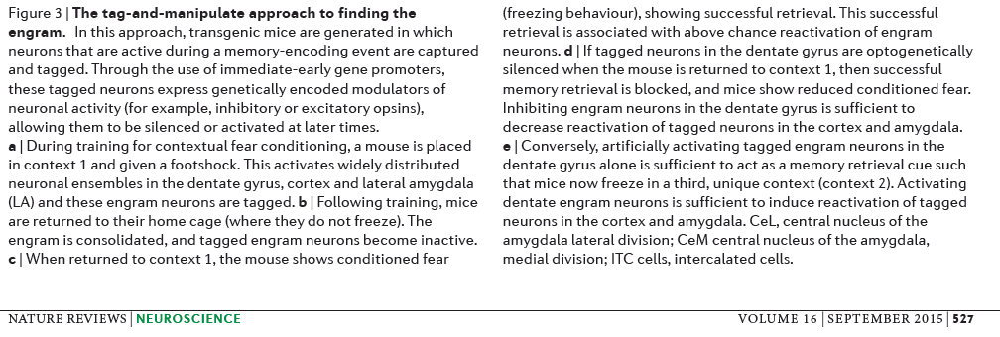 Figure 3 | The tag-and-manipulate approach to finding the
engram. In this approach, transgenic mice are generated in which
neurons that are active during a memory-encoding event are captured
and tagged. Through the use of immediate-early gene promoters,
these tagged neurons express genetically encoded modulators of
neuronal activity (for example, inhibitory or excitatory opsins),
allowing them to be silenced or activated at later times.
a | During training for contextual fear conditioning, a mouse is placed
in context 1 and given a footshock. This activates widely distributed
neuronal ensembles in the dentate gyrus, cortex and lateral amygdala
(LA) and these engram neurons are tagged. b | Following training, mice
are returned to their home cage (where they do not freeze). The
engram is consolidated, and tagged engram neurons become inactive.
c | When returned to context 1, the mouse shows conditioned fear
(freezing behaviour), showing successful retrieval. This successful
retrieval is associated with above chance reactivation of engram
neurons. d | If tagged neurons in the dentate gyrus are optogenetically
silenced when the mouse is returned to context 1, then successful
memory retrieval is blocked, and mice show reduced conditioned fear.
Inhibiting engram neurons in the dentate gyrus is sufficient to
decrease reactivation of tagged neurons in the cortex and amygdala.
e | Conversely, artificially activating tagged engram neurons in the
dentate gyrus alone is sufficient to act as a memory retrieval cue such
that mice now freeze in a third, unique context (context 2). Activating
dentate engram neurons is sufficient to induce reactivation of tagged
neurons in the cortex and amygdala. CeL, central nucleus of the
amygdala lateral division; CeM central nucleus of the amygdala,
medial division; ITC cells, intercalated cells.
NATURE REVIEWS | NEUROSCIENCE
VOLUME 16 | SEPTEMBER 2015 | 527